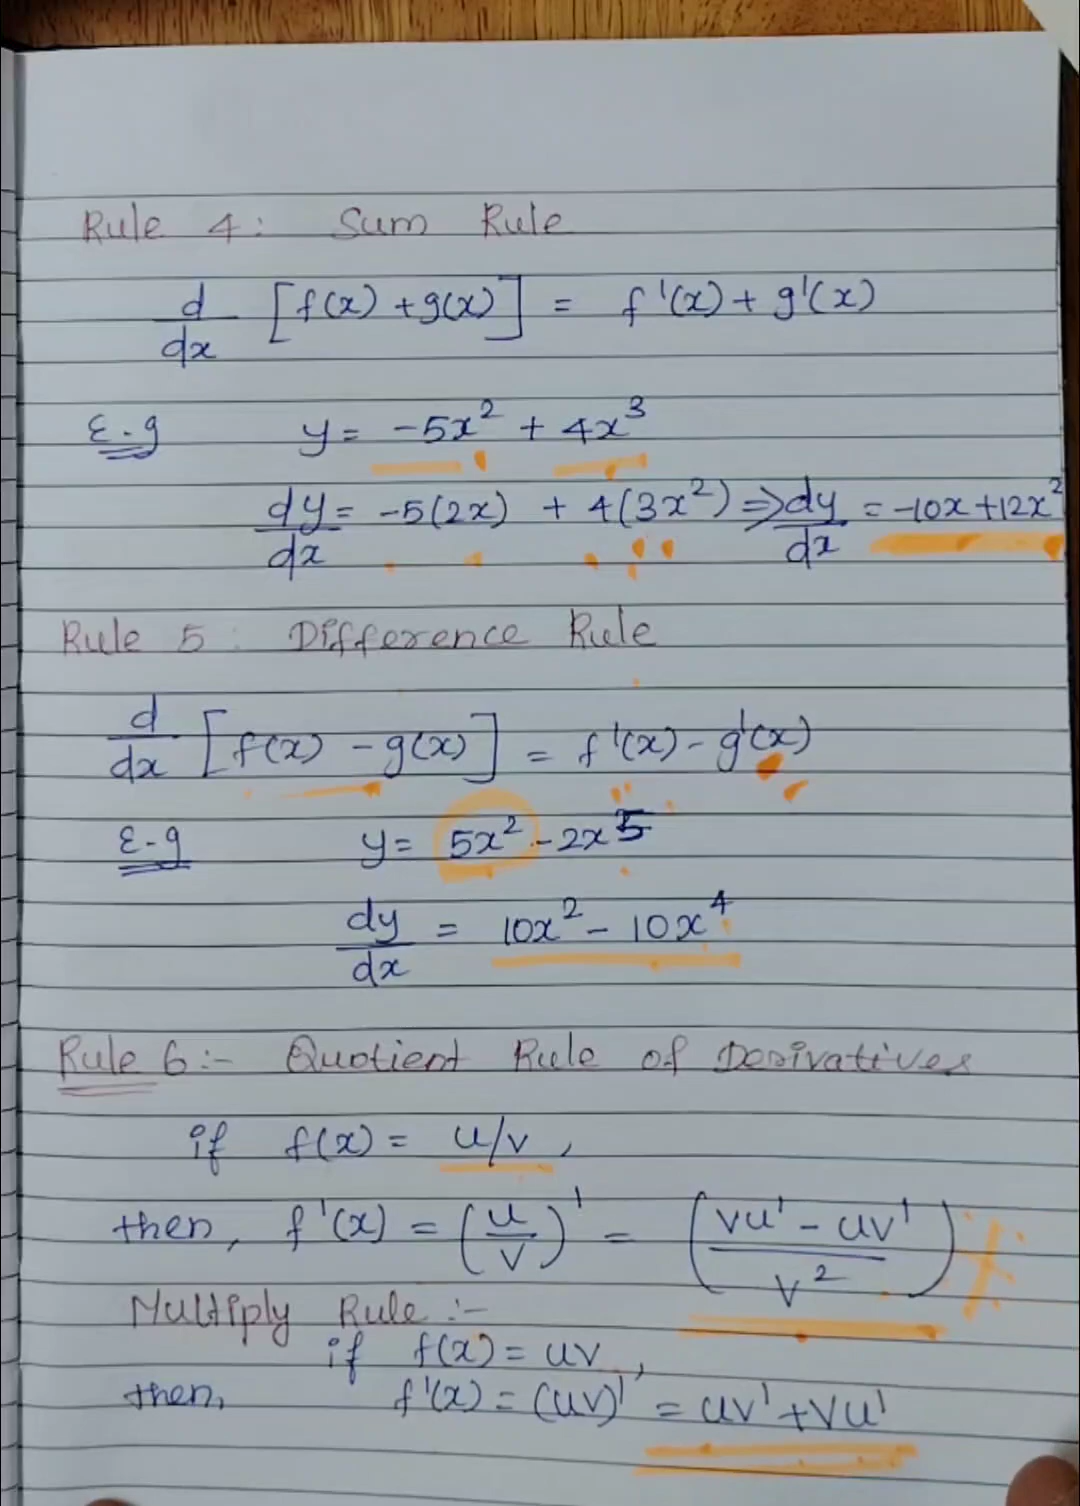 Rule 4: Sum Rule
d/dx [f(x) + g(x)] = f'(x) + g'(x)
E.g y = -5x² + 4x³
dy/dx = -5(2x) + 4(3x²) ⇒ dy/dx = -10x + 12x²
Rule 5: Difference Rule
d/dx [f(x) - g(x)] = f'(x) - g'(x)
E.g y = 5x² - 2x⁵
dy/dx = 10x² - 10x⁴
Rule 6:- Quotient Rule of Derivatives
if f(x) = u/v,
then, f'(x) = (u/v)' = (vu' - uv' / v²)
Multiply Rule :-
if f(x) = uv,
then, f'(x) = (uv)' = uv' + vu'